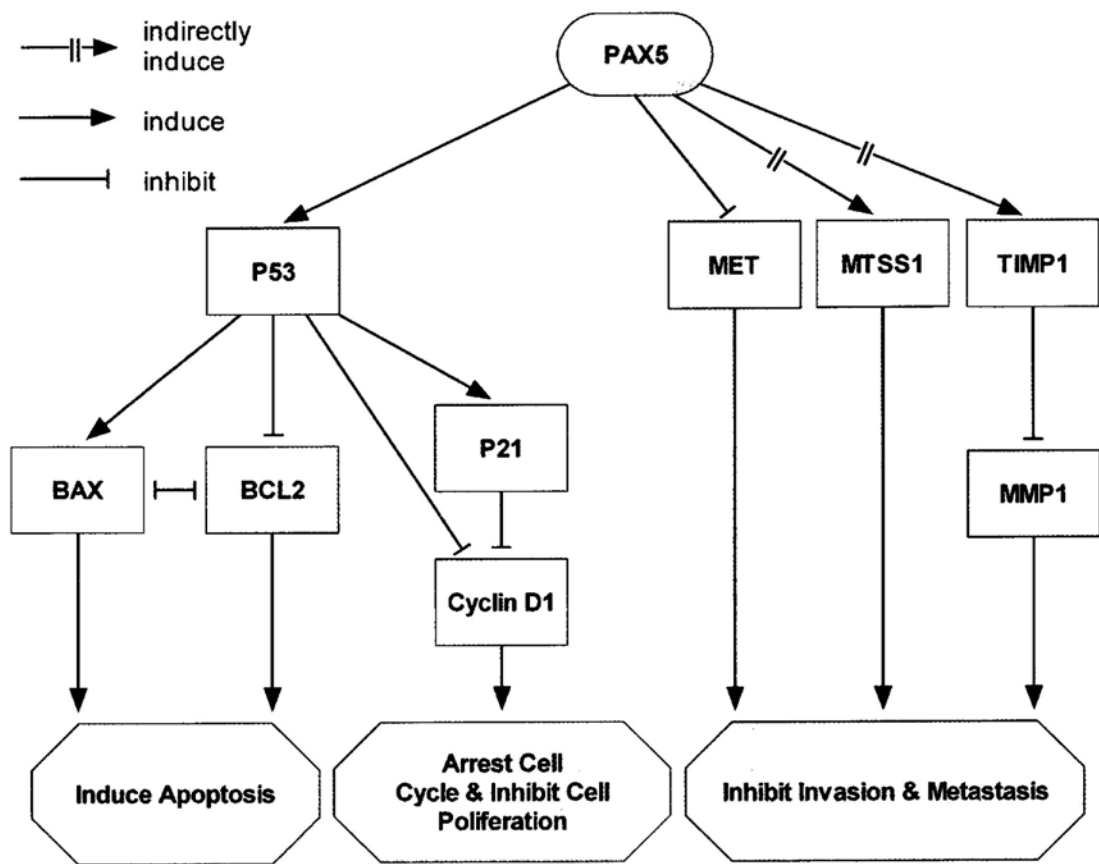 indirectly
induce
induce
inhibit
PAX5
P53
MET
MTSS1
TIMP1
P21
BAX
BCL2
MMP1
Cyclin D1
Induce Apoptosis
Arrest Cell
Cycle & Inhibit Cell
Poliferation
Inhibit Invasion & Metastasis